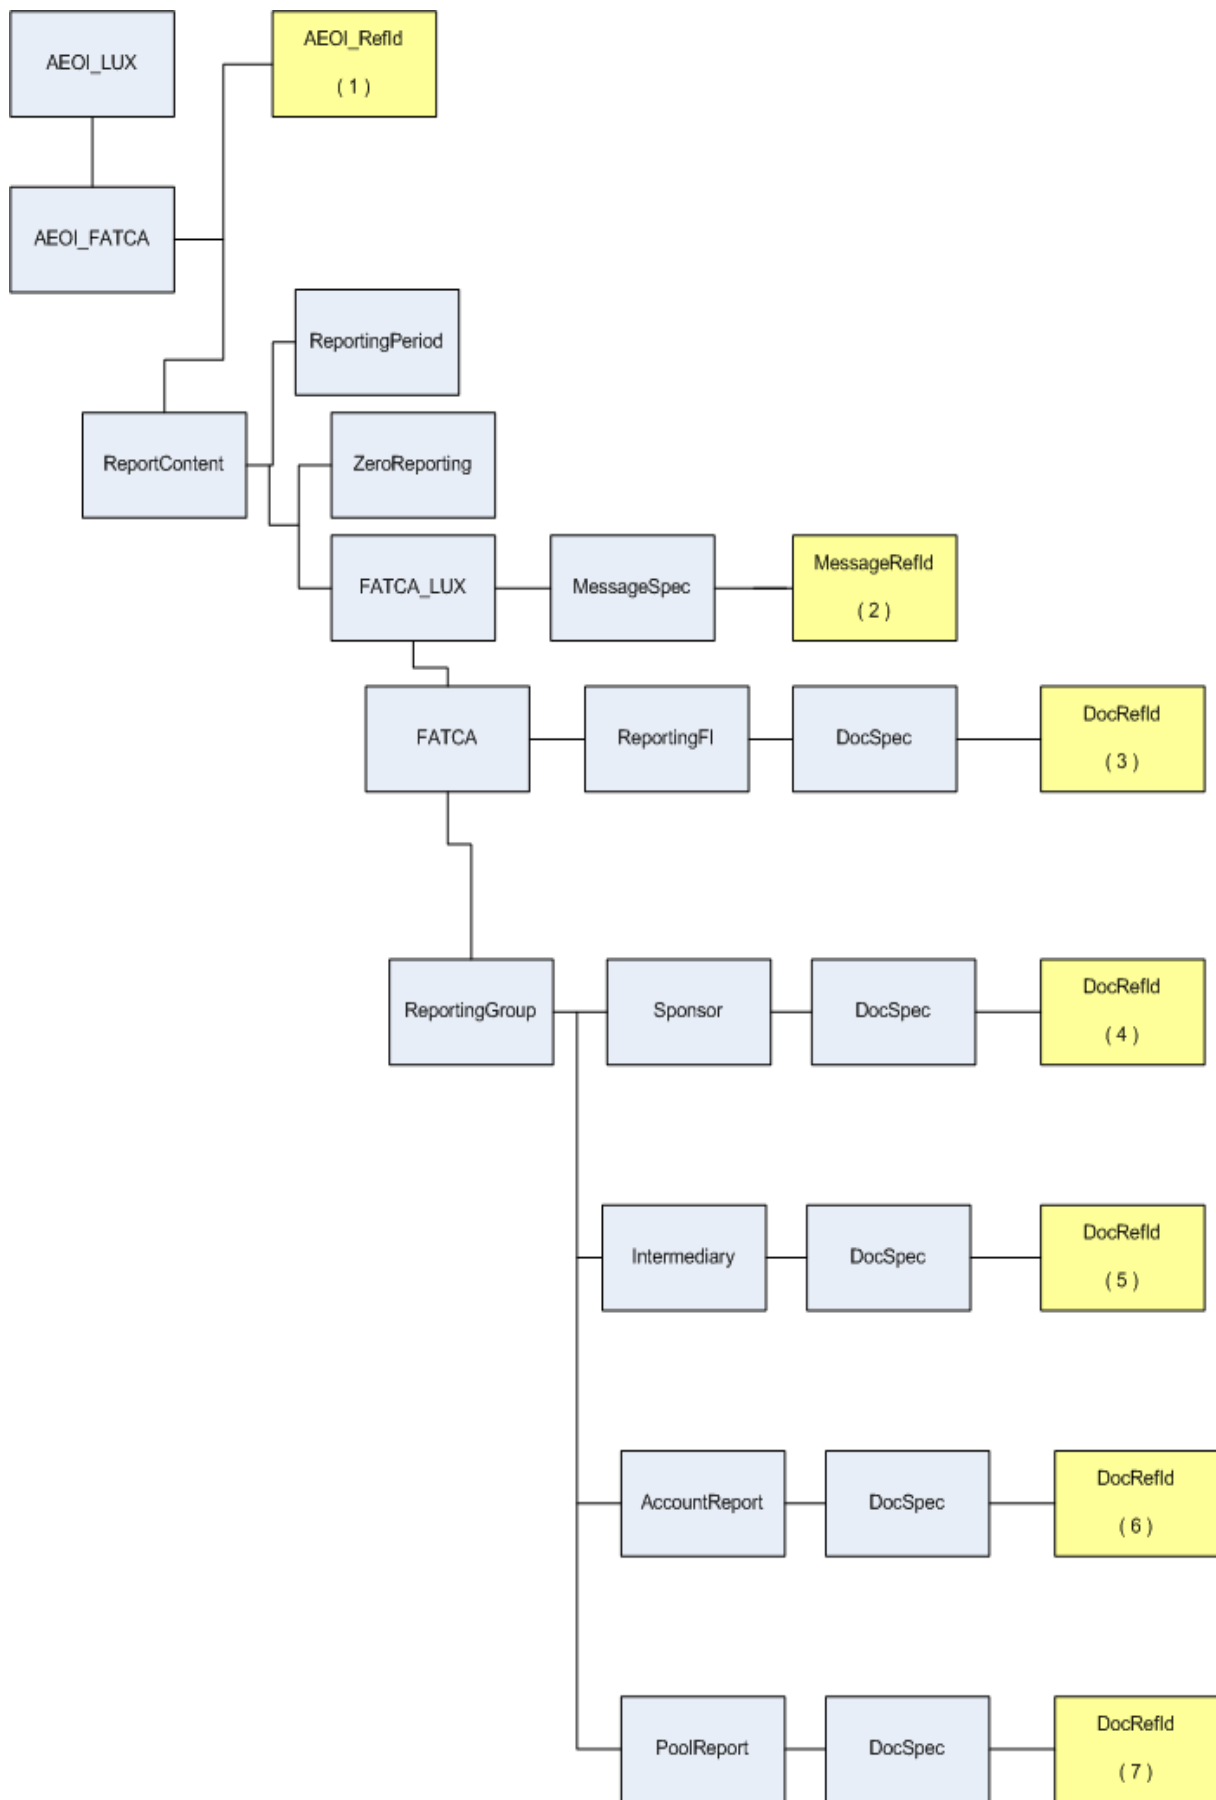 AEOI_LUX
AEOI_RefId
( 1 )
AEOI_FATCA
ReportingPeriod
ReportContent
ZeroReporting
FATCA_LUX
MessageSpec
MessageRefId
( 2 )
FATCA
ReportingFI
DocSpec
DocRefId
( 3 )
ReportingGroup
Sponsor
DocSpec
DocRefId
( 4 )
Intermediary
DocSpec
DocRefId
( 5 )
AccountReport
DocSpec
DocRefId
( 6 )
PoolReport
DocSpec
DocRefId
( 7 )